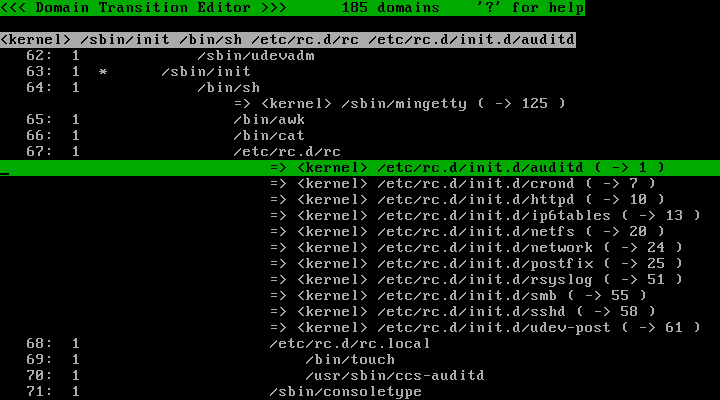 <<< Domain Transition Editor >>>      185 domains    '?' for help
<kernel> /sbin/init /bin/sh /etc/rc.d/rc /etc/rc.d/init.d/auditd
62:  1             /sbin/udevadm
63:  1  *      /sbin/init
64:  1             /bin/sh
=> <kernel> /sbin/mingetty ( -> 125 )
65:  1                 /bin/awk
66:  1                 /bin/cat
67:  1                 /etc/rc.d/rc
=> <kernel> /etc/rc.d/init.d/auditd ( -> 1 )
=> <kernel> /etc/rc.d/init.d/crond ( -> 7 )
=> <kernel> /etc/rc.d/init.d/httpd ( -> 10 )
=> <kernel> /etc/rc.d/init.d/ip6tables ( -> 13 )
=> <kernel> /etc/rc.d/init.d/netfs ( -> 20 )
=> <kernel> /etc/rc.d/init.d/network ( -> 24 )
=> <kernel> /etc/rc.d/init.d/postfix ( -> 25 )
=> <kernel> /etc/rc.d/init.d/rsyslog ( -> 51 )
=> <kernel> /etc/rc.d/init.d/smb ( -> 55 )
=> <kernel> /etc/rc.d/init.d/sshd ( -> 58 )
=> <kernel> /etc/rc.d/init.d/udev-post ( -> 61 )
68:  1                     /etc/rc.d/rc.local
69:  1                         /bin/touch
70:  1                         /usr/sbin/ccs-auditd
71:  1                     /sbin/consoletype